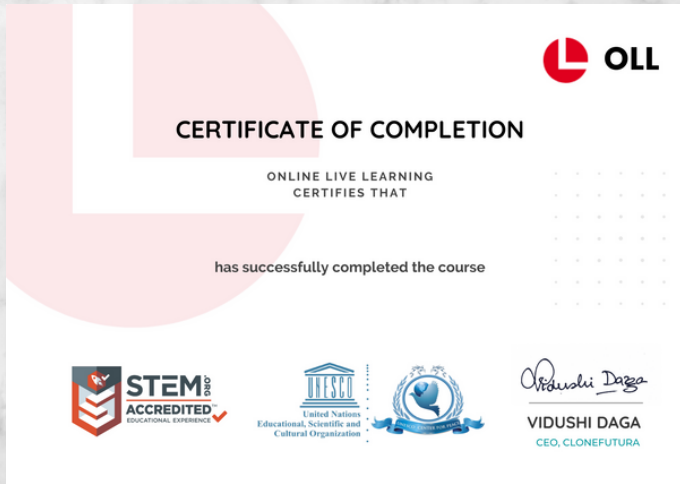 OLL
CERTIFICATE OF COMPLETION
ONLINE LIVE LEARNING
CERTIFIES THAT
has successfully completed the course
STEM.ORG
ACCREDITED™
EDUCATIONAL EXPERIENCE
UNESCO
United Nations
Educational, Scientific and
Cultural Organization
Vidushi Daga
VIDUSHI DAGA
CEO, CLONEFUTURA